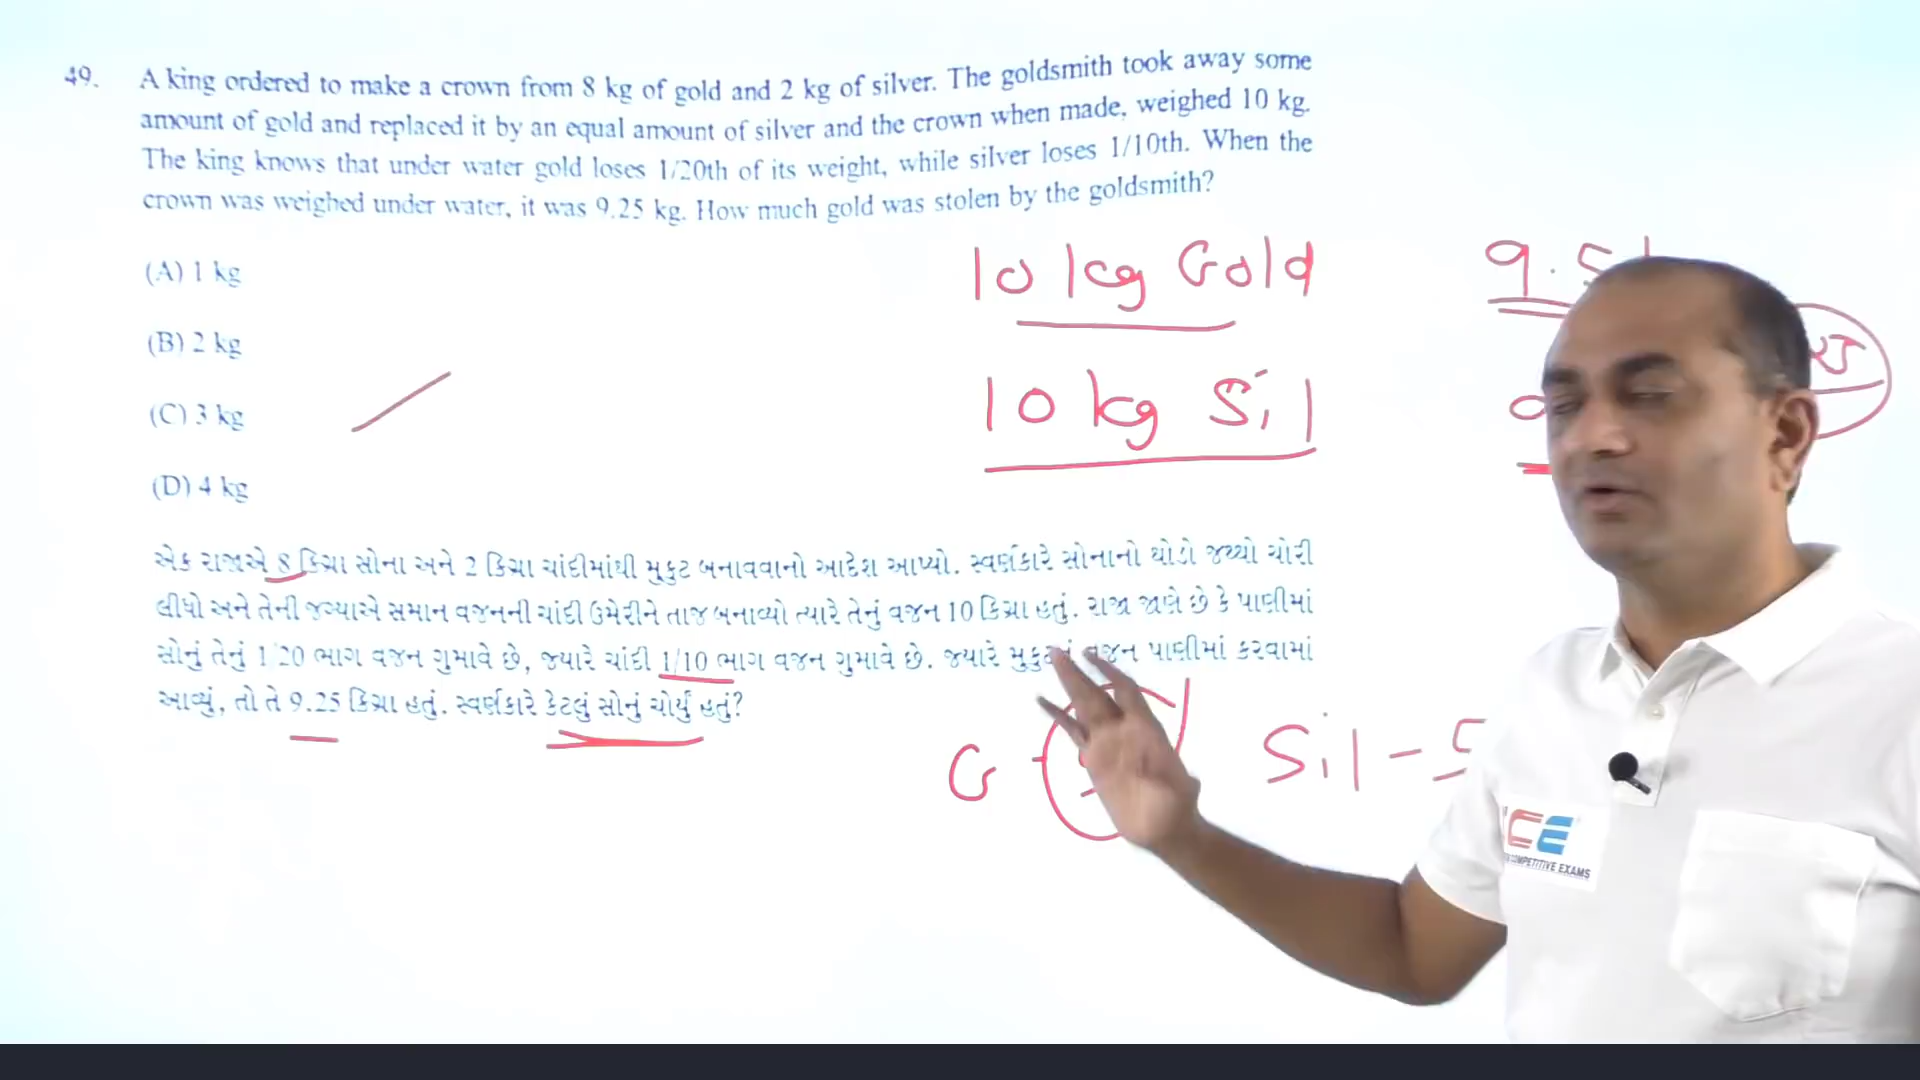 49. A king ordered to make a crown from 8 kg of gold and 2 kg of silver. The goldsmith took away some
amount of gold and replaced it by an equal amount of silver and the crown when made, weighed 10 kg.
The king knows that under water gold loses 1/20th of its weight, while silver loses 1/10th. When the
crown was weighed under water, it was 9.25 kg. How much gold was stolen by the goldsmith?
10 kg Gold
9.5
(A) 1 kg
(B) 2 kg
10 kg Sil
(C) 3 kg
(D) 4 kg
એક રાજાએ 8 કિગ્રા સોના અને 2 કિગ્રા ચાંદીમાંથી મુકુટ બનાવવાનો આદેશ આપ્યો. સ્વર્ણકારે સોનાનો થોડો જથ્થો ચોરી
લીધો અને તેની જગ્યાએ સમાન વજનની ચાંદી ઉમેરીને તાજ બનાવ્યો ત્યારે તેનું વજન 10 કિગ્રા હતું. રાજા જાણે છે કે પાણીમાં
સોનું તેનું 1/20 ભાગ વજન ગુમાવે છે, જ્યારે ચાંદી 1/10 ભાગ વજન ગુમાવે છે. જ્યારે વજન પાણીમાં કરવામાં
આવ્યું, તો તે 9.25 કિગ્રા હતું. સ્વર્ણકારે કેટલું સોનું ચોર્યું હતું?
G
Sil - 5
CE
COMPETITIVE EXAMS